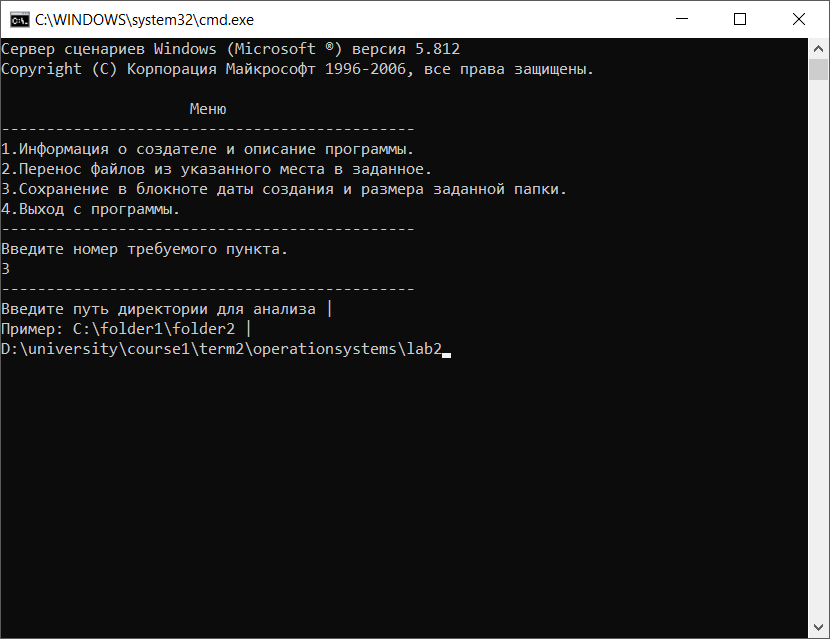 C:\WINDOWS\system32\cmd.exe
Сервер сценариев Windows (Microsoft ®) версия 5.812
Copyright (C) Корпорация Майкрософт 1996-2006, все права защищены.
Меню
----------------------------------------------
1.Информация о создателе и описание программы.
2.Перенос файлов из указанного места в заданное.
3.Сохранение в блокноте даты создания и размера заданной папки.
4.Выход с программы.
----------------------------------------------
Введите номер требуемого пункта.
3
----------------------------------------------
Введите путь директории для анализа |
Пример: C:\folder1\folder2 |
D:\university\course1\term2\operationsystems\lab2